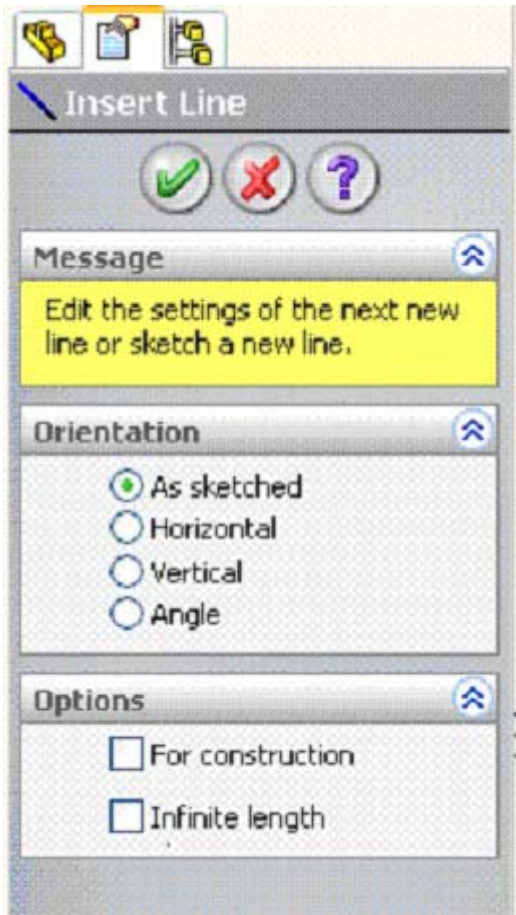 Insert Line
?
Message
Edit the settings of the next new
line or sketch a new line.
Orientation
As sketched
Horizontal
Vertical
Angle
Options
For construction
Infinite length